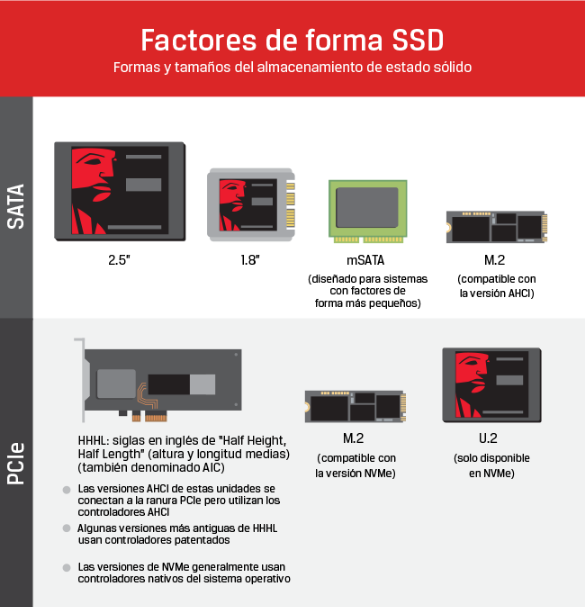 Factores de forma SSD
Formas y tamaños del almacenamiento de estado sólido
SATA
2.5"
1.8"
mSATA
(diseñado para sistemas
con factores de
forma más pequeños)
M.2
(compatible con
la versión AHCI)
PCIe
HHHL: siglas en inglés de "Half Height,
Half Length" (altura y longitud medias)
(también denominado AIC)
Las versiones AHCI de estas unidades se
conectan a la ranura PCIe pero utilizan los
controladores AHCI
Algunas versiones más antiguas de HHHL
usan controladores patentados
Las versiones de NVMe generalmente usan
controladores nativos del sistema operativo
M.2
(compatible con
la versión NVMe)
U.2
(solo disponible
en NVMe)